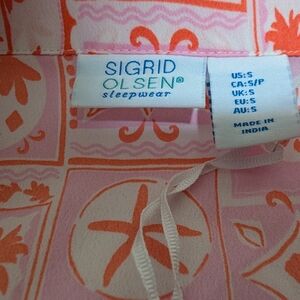 SIGRID
OLSEN®
sleepwear
US:S
CA:S/P
UK:S
EU:S
AU:S
MADE IN
INDIA